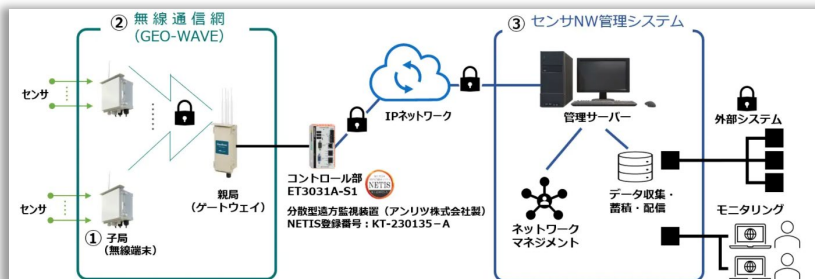 ② 無線通信網
(GEO-WAVE)
③ センサNW管理システム
センサ
センサ
① 子局
(無線端末)
親局
(ゲートウェイ)
コントロール部
ET3031A-S1
NETIS
分散型遠方監視装置(アンリツ株式会社製)
NETIS登録番号:KT-230135-A
IPネットワーク
管理サーバー
ネットワーク
マネジメント
データ収集・
蓄積・配信
外部システム
モニタリング